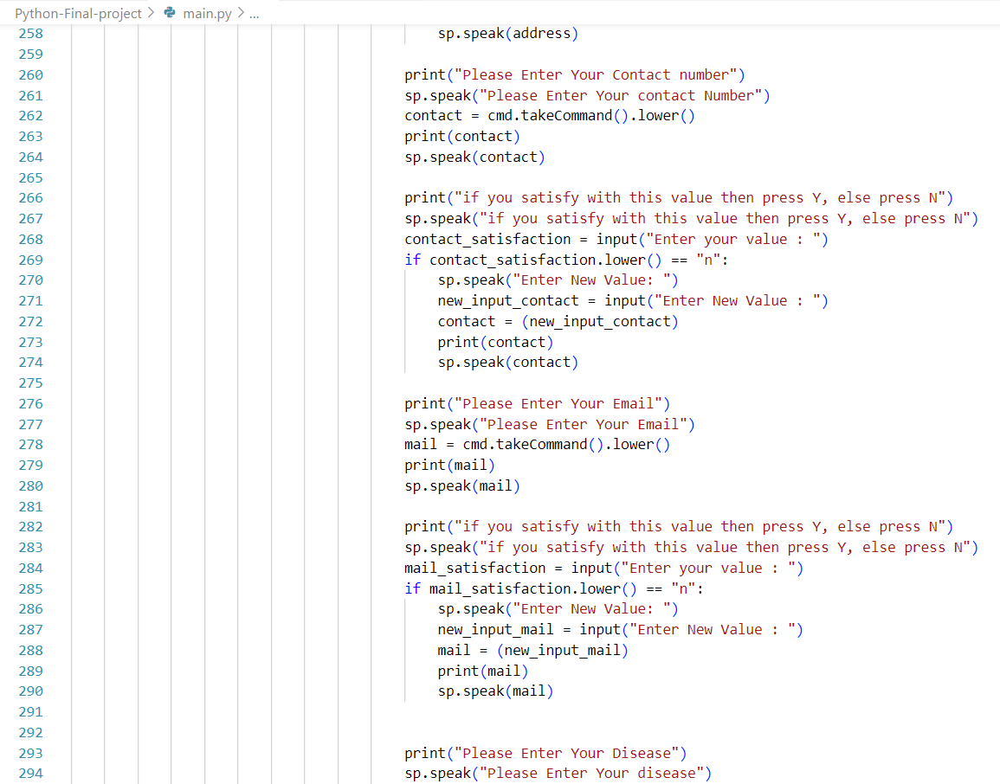 Python-Final-project > main.py > ...
258 sp.speak(address)
259
260 print("Please Enter Your Contact number")
261 sp.speak("Please Enter Your contact Number")
262 contact = cmd.takeCommand().lower()
263 print(contact)
264 sp.speak(contact)
265
266 print("if you satisfy with this value then press Y, else press N")
267 sp.speak("if you satisfy with this value then press Y, else press N")
268 contact_satisfaction = input("Enter your value : ")
269 if contact_satisfaction.lower() == "n":
270 sp.speak("Enter New Value: ")
271 new_input_contact = input("Enter New Value : ")
272 contact = (new_input_contact)
273 print(contact)
274 sp.speak(contact)
275
276 print("Please Enter Your Email")
277 sp.speak("Please Enter Your Email")
278 mail = cmd.takeCommand().lower()
279 print(mail)
280 sp.speak(mail)
281
282 print("if you satisfy with this value then press Y, else press N")
283 sp.speak("if you satisfy with this value then press Y, else press N")
284 mail_satisfaction = input("Enter your value : ")
285 if mail_satisfaction.lower() == "n":
286 sp.speak("Enter New Value: ")
287 new_input_mail = input("Enter New Value : ")
288 mail = (new_input_mail)
289 print(mail)
290 sp.speak(mail)
291
292
293 print("Please Enter Your Disease")
294 sp.speak("Please Enter Your disease")